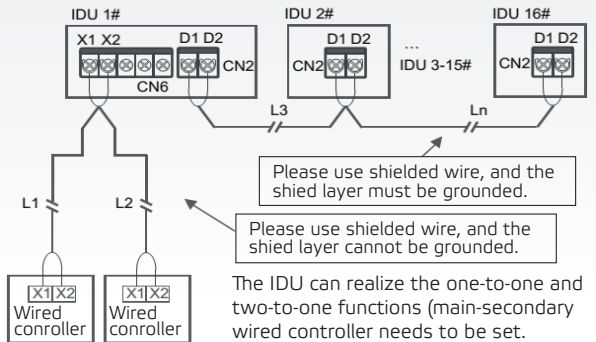 IDU 1#
IDU 2#
IDU 16#
X1 X2
D1 D2
D1 D2
D1 D2
CN2
CN2
CN2
CN6
...
IDU 3-15#
L3
Ln
Please use shielded wire, and the
shied layer must be grounded.
L1
L2
Please use shielded wire, and the
shied layer cannot be grounded.
X1 X2
X1 X2
Wired
conroller
Wired
conroller
The IDU can realize the one-to-one and
two-to-one functions (main-secondary
wired controller needs to be set.